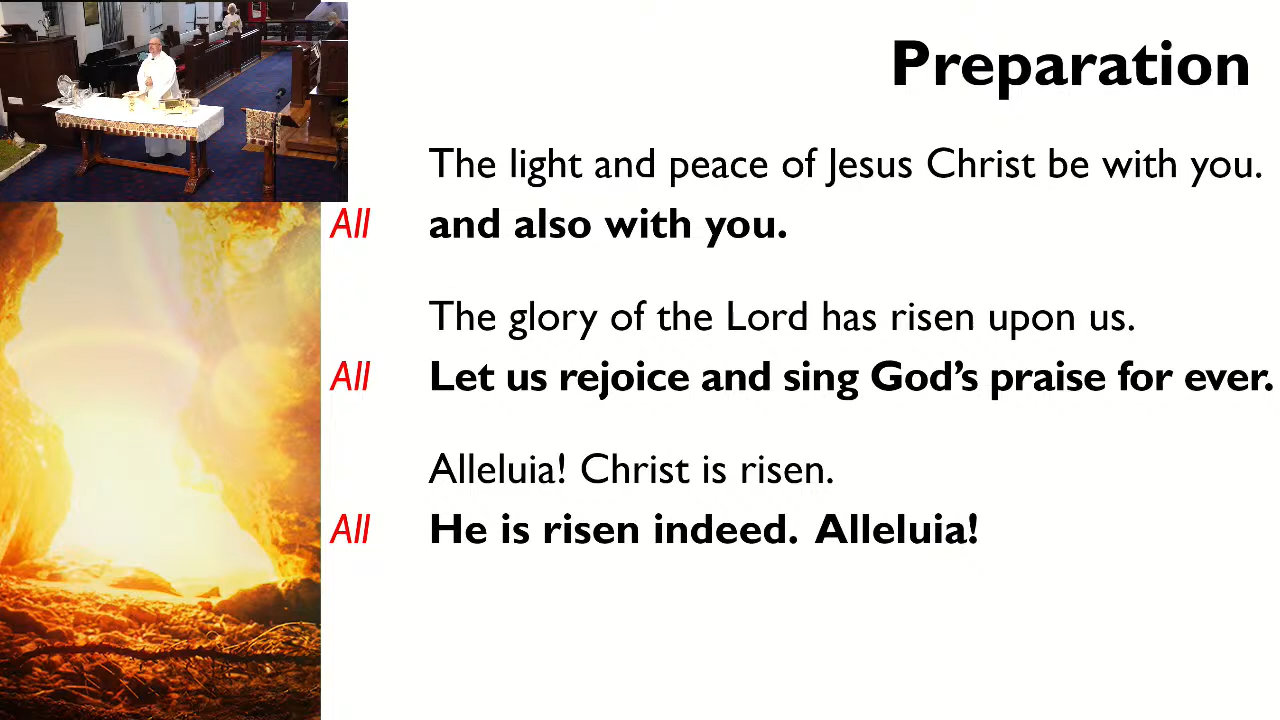 Preparation
The light and peace of Jesus Christ be with you.
All and also with you.
The glory of the Lord has risen upon us.
All Let us rejoice and sing God’s praise for ever.
Alleluia! Christ is risen.
All He is risen indeed. Alleluia!